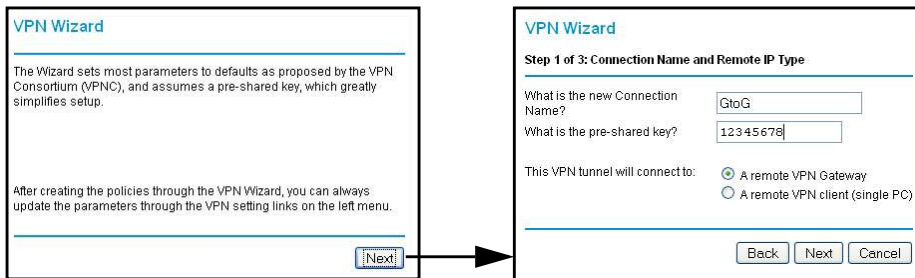 VPN Wizard
The Wizard sets most parameters to defaults as proposed by the VPN
Consortium (VPNC), and assumes a pre-shared key, which greatly
simplifies setup.
After creating the policies through the VPN Wizard, you can always
update the parameters through the VPN setting links on the left menu.
Next
VPN Wizard
Step 1 of 3: Connection Name and Remote IP Type
What is the new Connection
Name?
GtoG
What is the pre-shared key?
12345678
This VPN tunnel will connect to:
A remote VPN Gateway
A remote VPN client (single PC)
Back Next Cancel